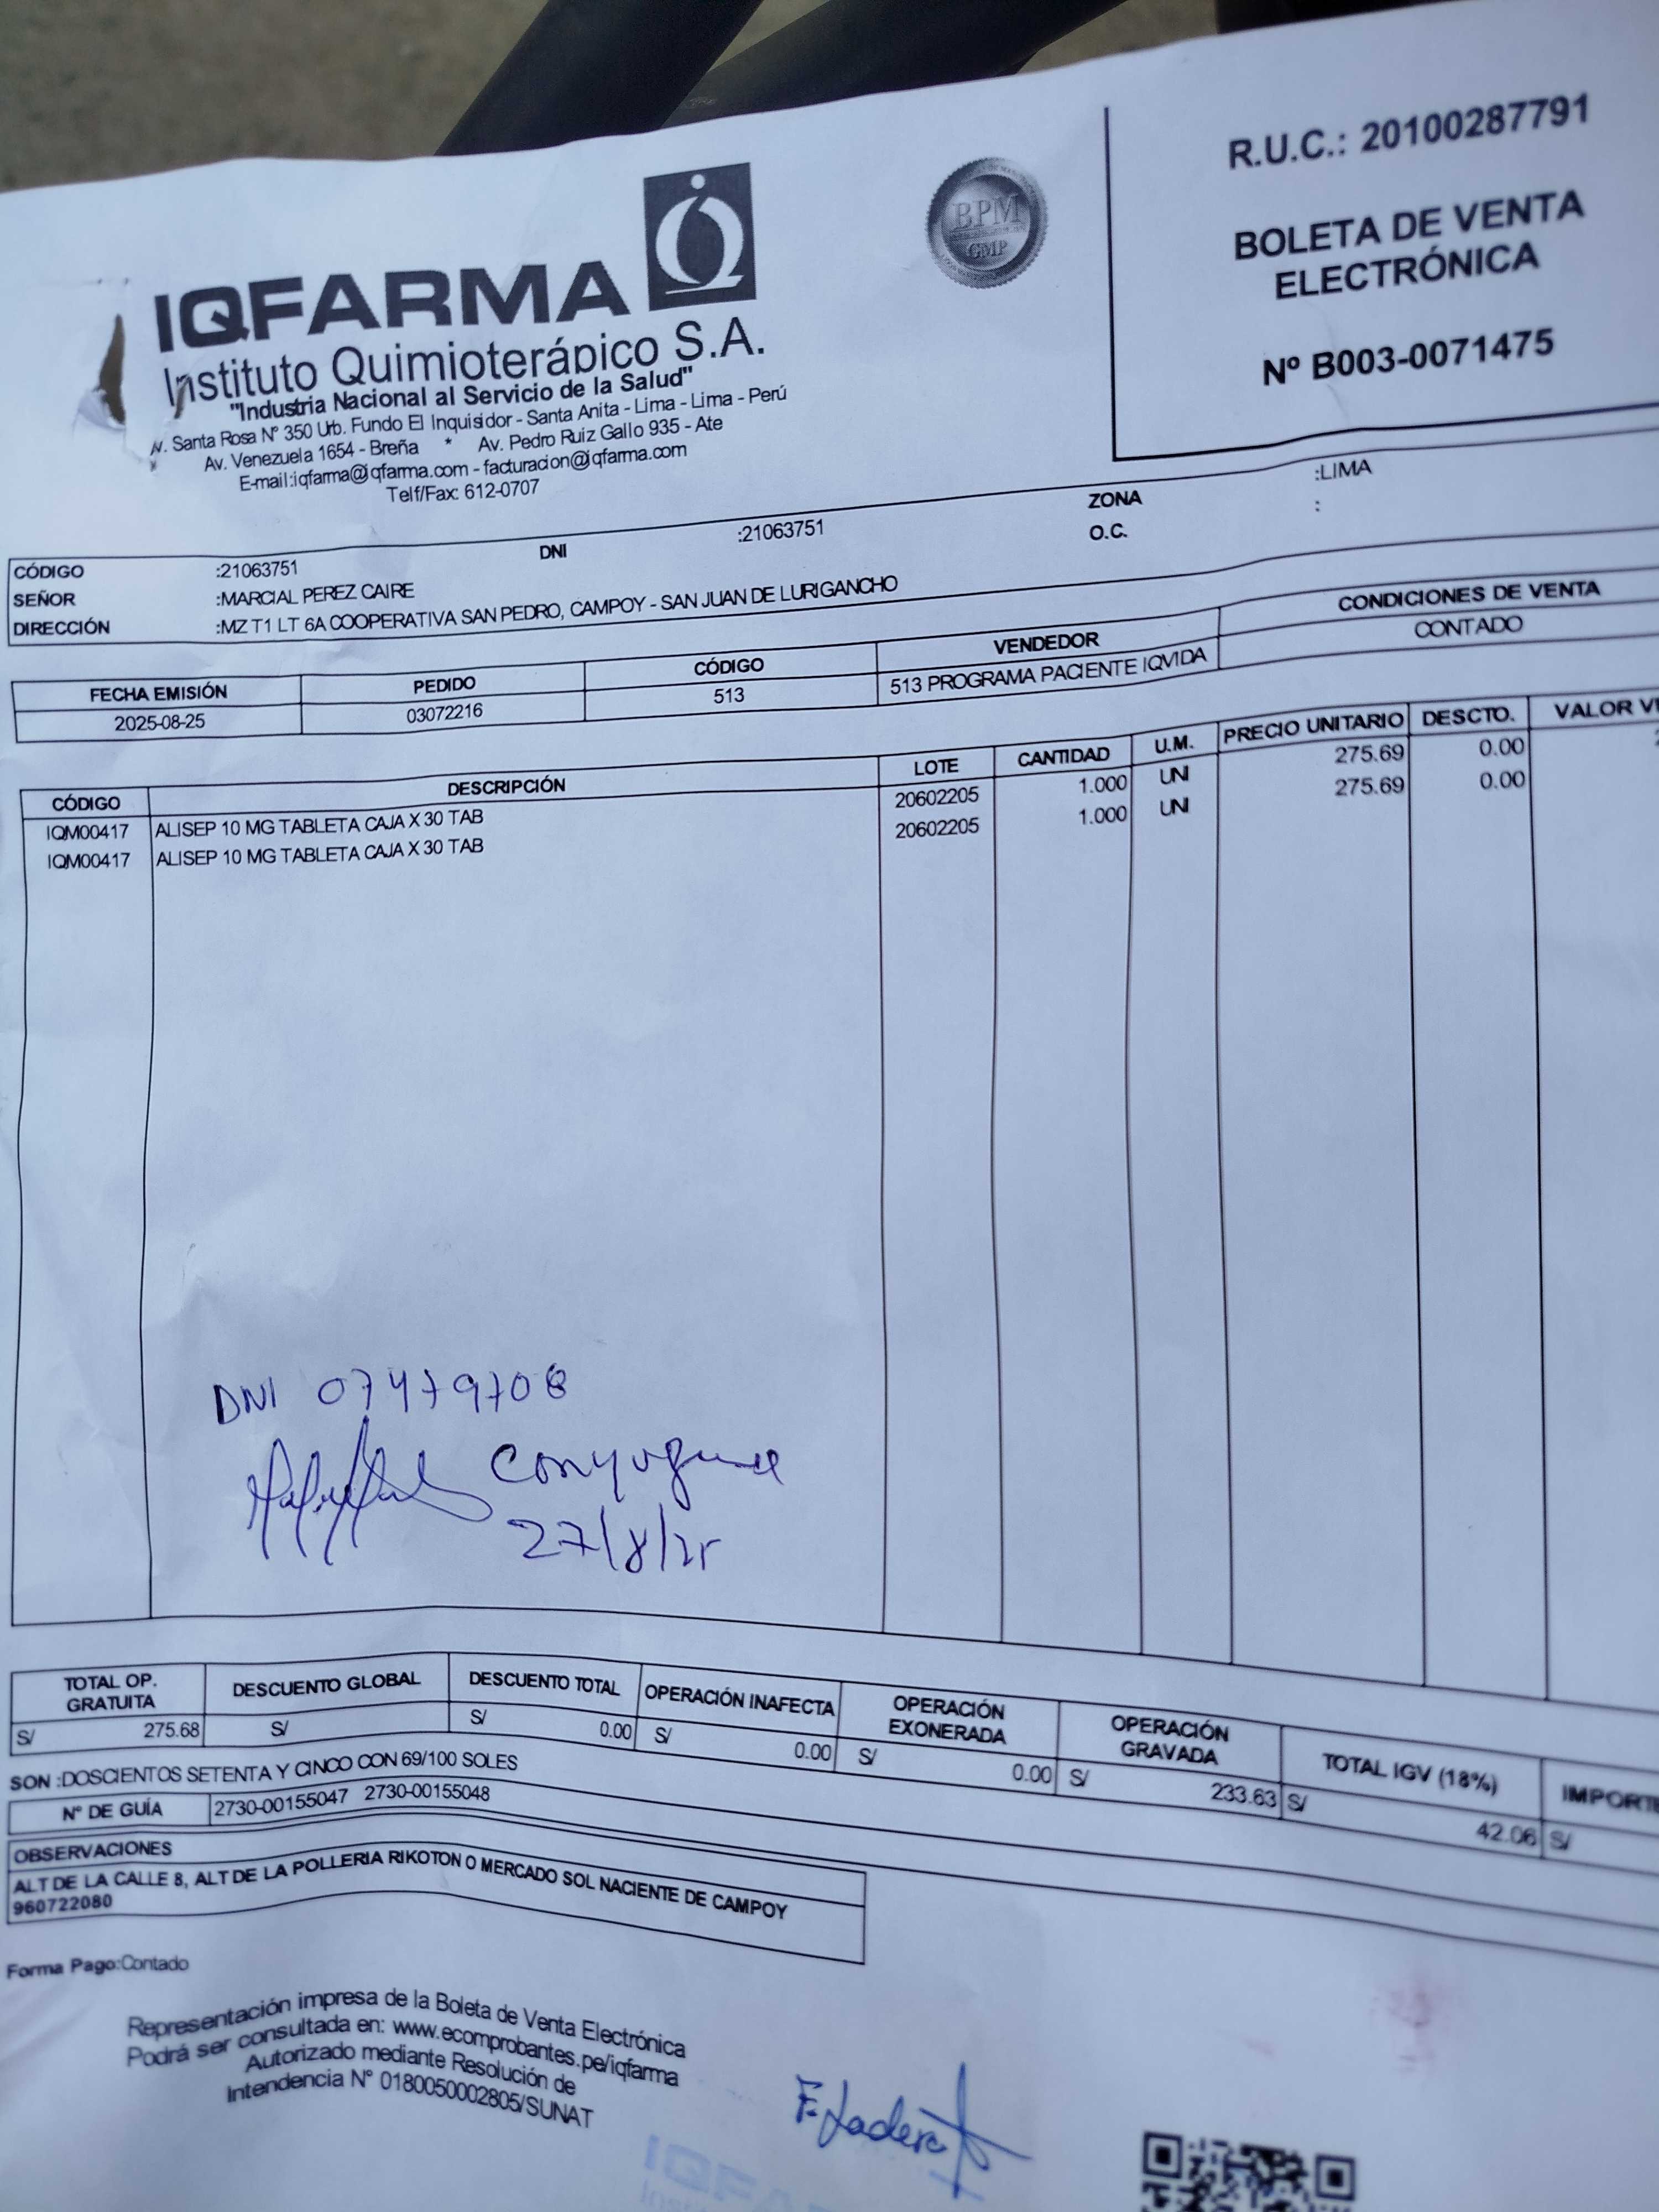 R.U.C.: 20100287791
BOLETA DE VENTA
ELECTRÓNICA
Nº B003-0071475
BPM
GMP
IQFARMA
Instituto Quimioterápico S.A.
"Industria Nacional al Servicio de la Salud"
Av. Santa Rosa Nº 350 Urb. Fundo El Inquisidor - Santa Anita - Lima - Lima - Perú
Av. Venezuela 1654 - Breña * Av. Pedro Ruiz Gallo 935 - Ate
E-mail:iqfarma@iqfarma.com - facturacion@iqfarma.com
Telf/Fax: 612-0707
CÓDIGO :21063751 DNI :21063751 ZONA :LIMA
SEÑOR :MARCIAL PEREZ CAIRE O.C. :
DIRECCIÓN :MZ T1 LT 6A COOPERATIVA SAN PEDRO, CAMPOY - SAN JUAN DE LURIGANCHO
FECHA EMISIÓN PEDIDO CÓDIGO VENDEDOR CONDICIONES DE VENTA
2025-08-25 03072216 513 513 PROGRAMA PACIENTE IQVIDA CONTADO
CÓDIGO DESCRIPCIÓN LOTE CANTIDAD U.M. PRECIO UNITARIO DESCTO. VALOR
IQM00417 ALISEP 10 MG TABLETA CAJA X 30 TAB 20602205 1.000 UNI 275.69 0.00
IQM00417 ALISEP 10 MG TABLETA CAJA X 30 TAB 20602205 1.000 UNI 275.69 0.00
DNI 07479708
27/8/25
TOTAL OP. GRATUITA DESCUENTO GLOBAL DESCUENTO TOTAL OPERACIÓN INAFECTA OPERACIÓN EXONERADA OPERACIÓN GRAVADA TOTAL IGV (18%)
S/ 275.68 S/ S/ 0.00 S/ 0.00 S/ 0.00 S/ 233.63 S/ 42.06 S/
SON :DOSCIENTOS SETENTA Y CINCO CON 69/100 SOLES
Nº DE GUÍA 2730-00155047 2730-00155048
OBSERVACIONES
ALT DE LA CALLE 8, ALT DE LA POLLERIA RIKOTON O MERCADO SOL NACIENTE DE CAMPOY
960722080
Forma Pago:Contado
Representación impresa de la Boleta de Venta Electrónica
Podrá ser consultada en: www.ecomprobantes.pe/iqfarma
Autorizado mediante Resolución de
Intendencia Nº 0180050002805/SUNAT